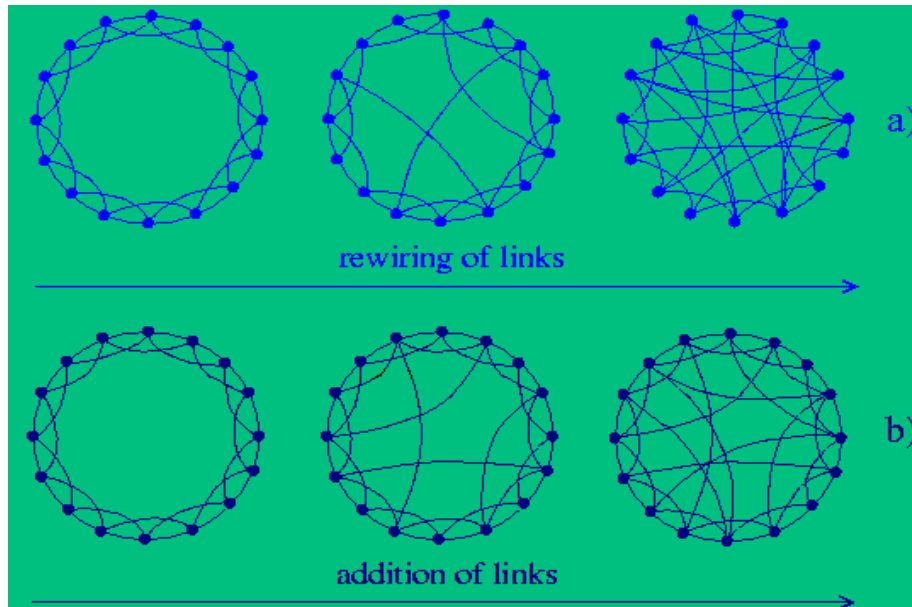 a)
rewiring of links
b)
addition of links